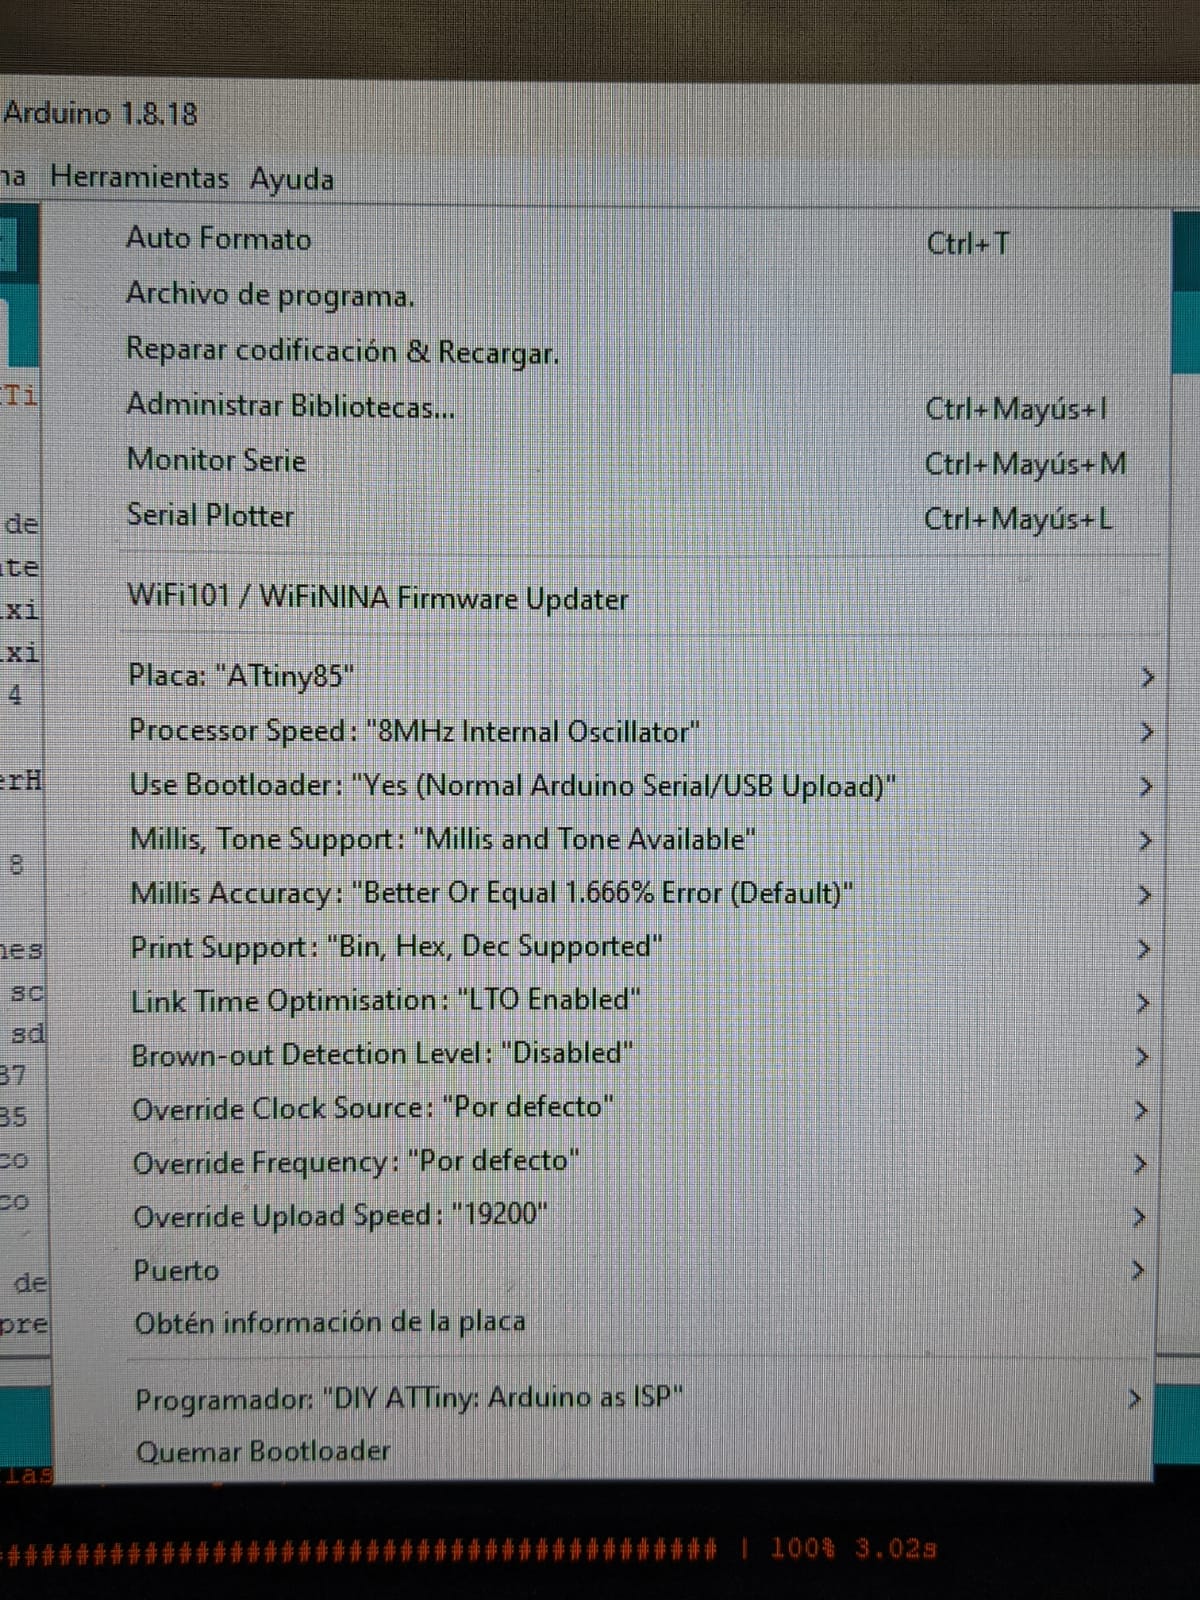 Arduino 1.8.18
na Herramientas Ayuda
Auto Formato Ctrl+T
Archivo de programa.
Reparar codificación & Recargar.
Ti
Administrar Bibliotecas... Ctrl+Mayús+I
Monitor Serie Ctrl+Mayús+M
Serial Plotter Ctrl+Mayús+L
de
te
WiFi101 / WiFiNINA Firmware Updater
xi
xi
Placa: "ATtiny85"
4
Processor Speed: "8MHz Internal Oscillator"
erH
Use Bootloader: "Yes (Normal Arduino Serial/USB Upload)"
Millis, Tone Support: "Millis and Tone Available"
8
Millis Accuracy: "Better Or Equal 1.666% Error (Default)"
nes
Print Support: "Bin, Hex, Dec Supported"
sc
Link Time Optimisation: "LTO Enabled"
sd
Brown-out Detection Level: "Disabled"
37
Override Clock Source: "Por defecto"
35
co
Override Frequency: "Por defecto"
co
Override Upload Speed: "19200"
Puerto
de
Obtén información de la placa
pre
Programador: "DIY ATTiny: Arduino as ISP"
Quemar Bootloader
ias
########################################## | 100% 3.02s